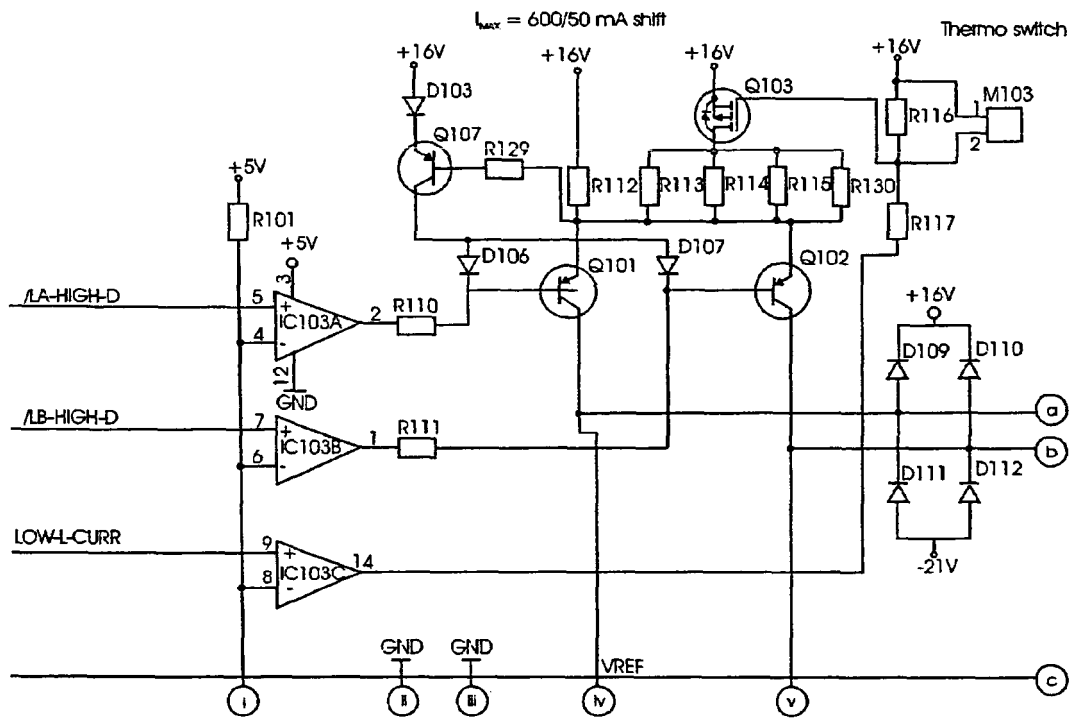 I_MAX = 600/50 mA shift
Thermo switch
+16V
+16V
+16V
+16V
D103
Q103
M103
1
2
R116
Q107
R129
+5V
R112
R113
R114
R115
R130
R101
R117
+5V
D106
D107
Q101
Q102
3
/LA-HIGH-D
5
+
IC103A
2
R110
4
-
+16V
12
GND
D109
D110
/LB-HIGH-D
7
+
IC103B
1
R111
6
-
a
b
D111
D112
LOW-L-CURR
9
+
IC103C
14
8
-
-21V
GND
GND
VREF
c
i
ii
iii
iv
v